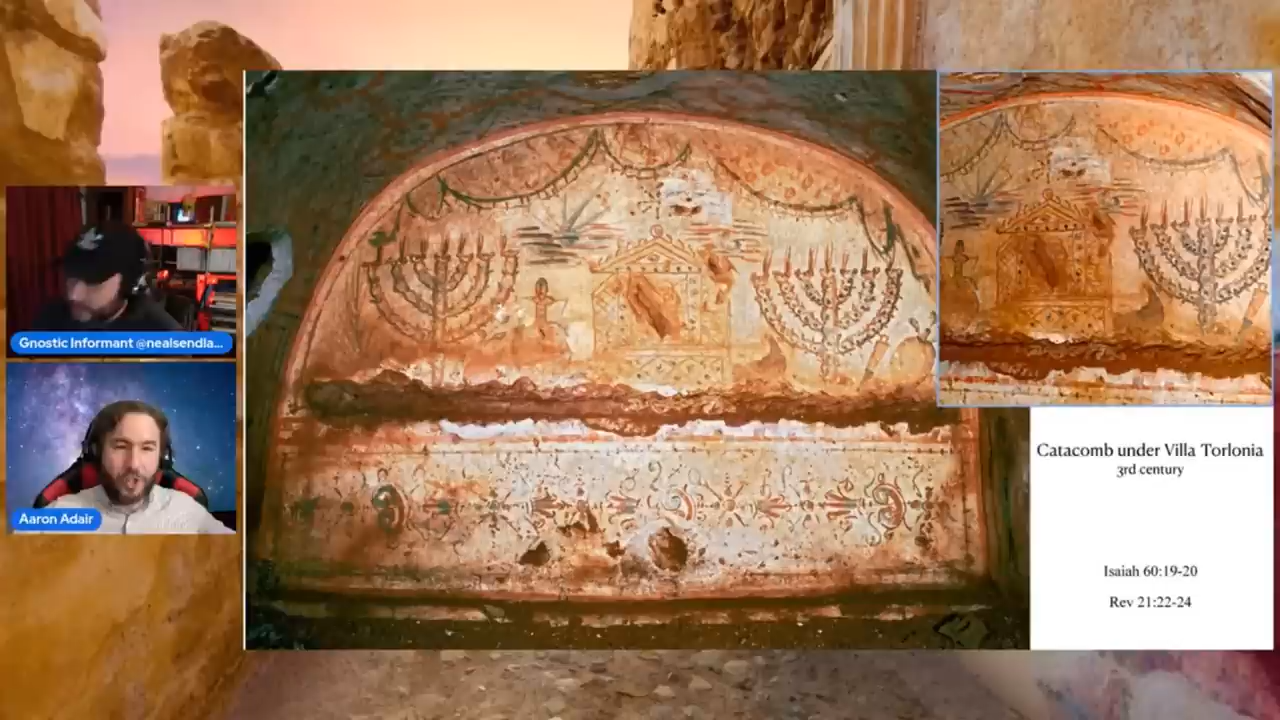 Gnostic Informant @nealsendla...
Aaron Adair
Catacomb under Villa Torlonia
3rd century
Isaiah 60:19-20
Rev 21:22-24